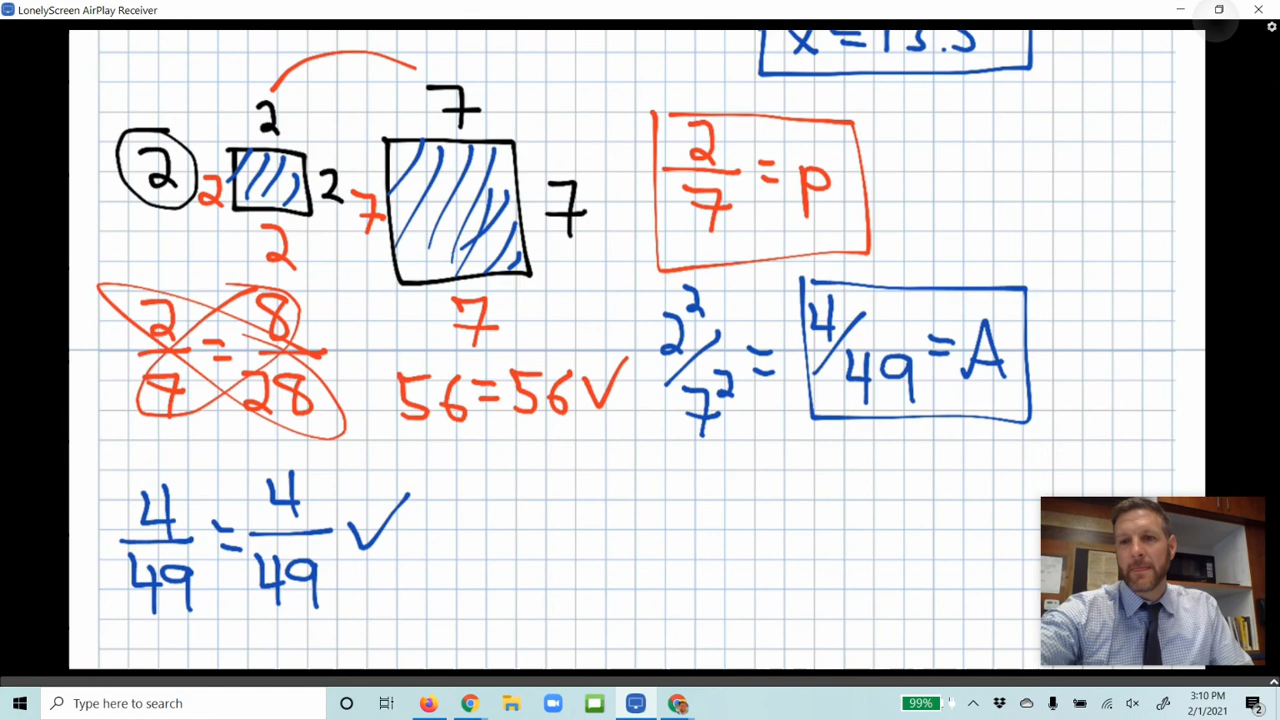 LonelyScreen AirPlay Receiver
x = 13.5
2
7
2
2
2
7
7
2
7
2/7 = p
2/7 = 8/28
56 = 56 ✓
2²/7² = 4/49 = A
4/49 = 4/49 ✓
Type here to search
99%
3:10 PM
2/1/2021
2